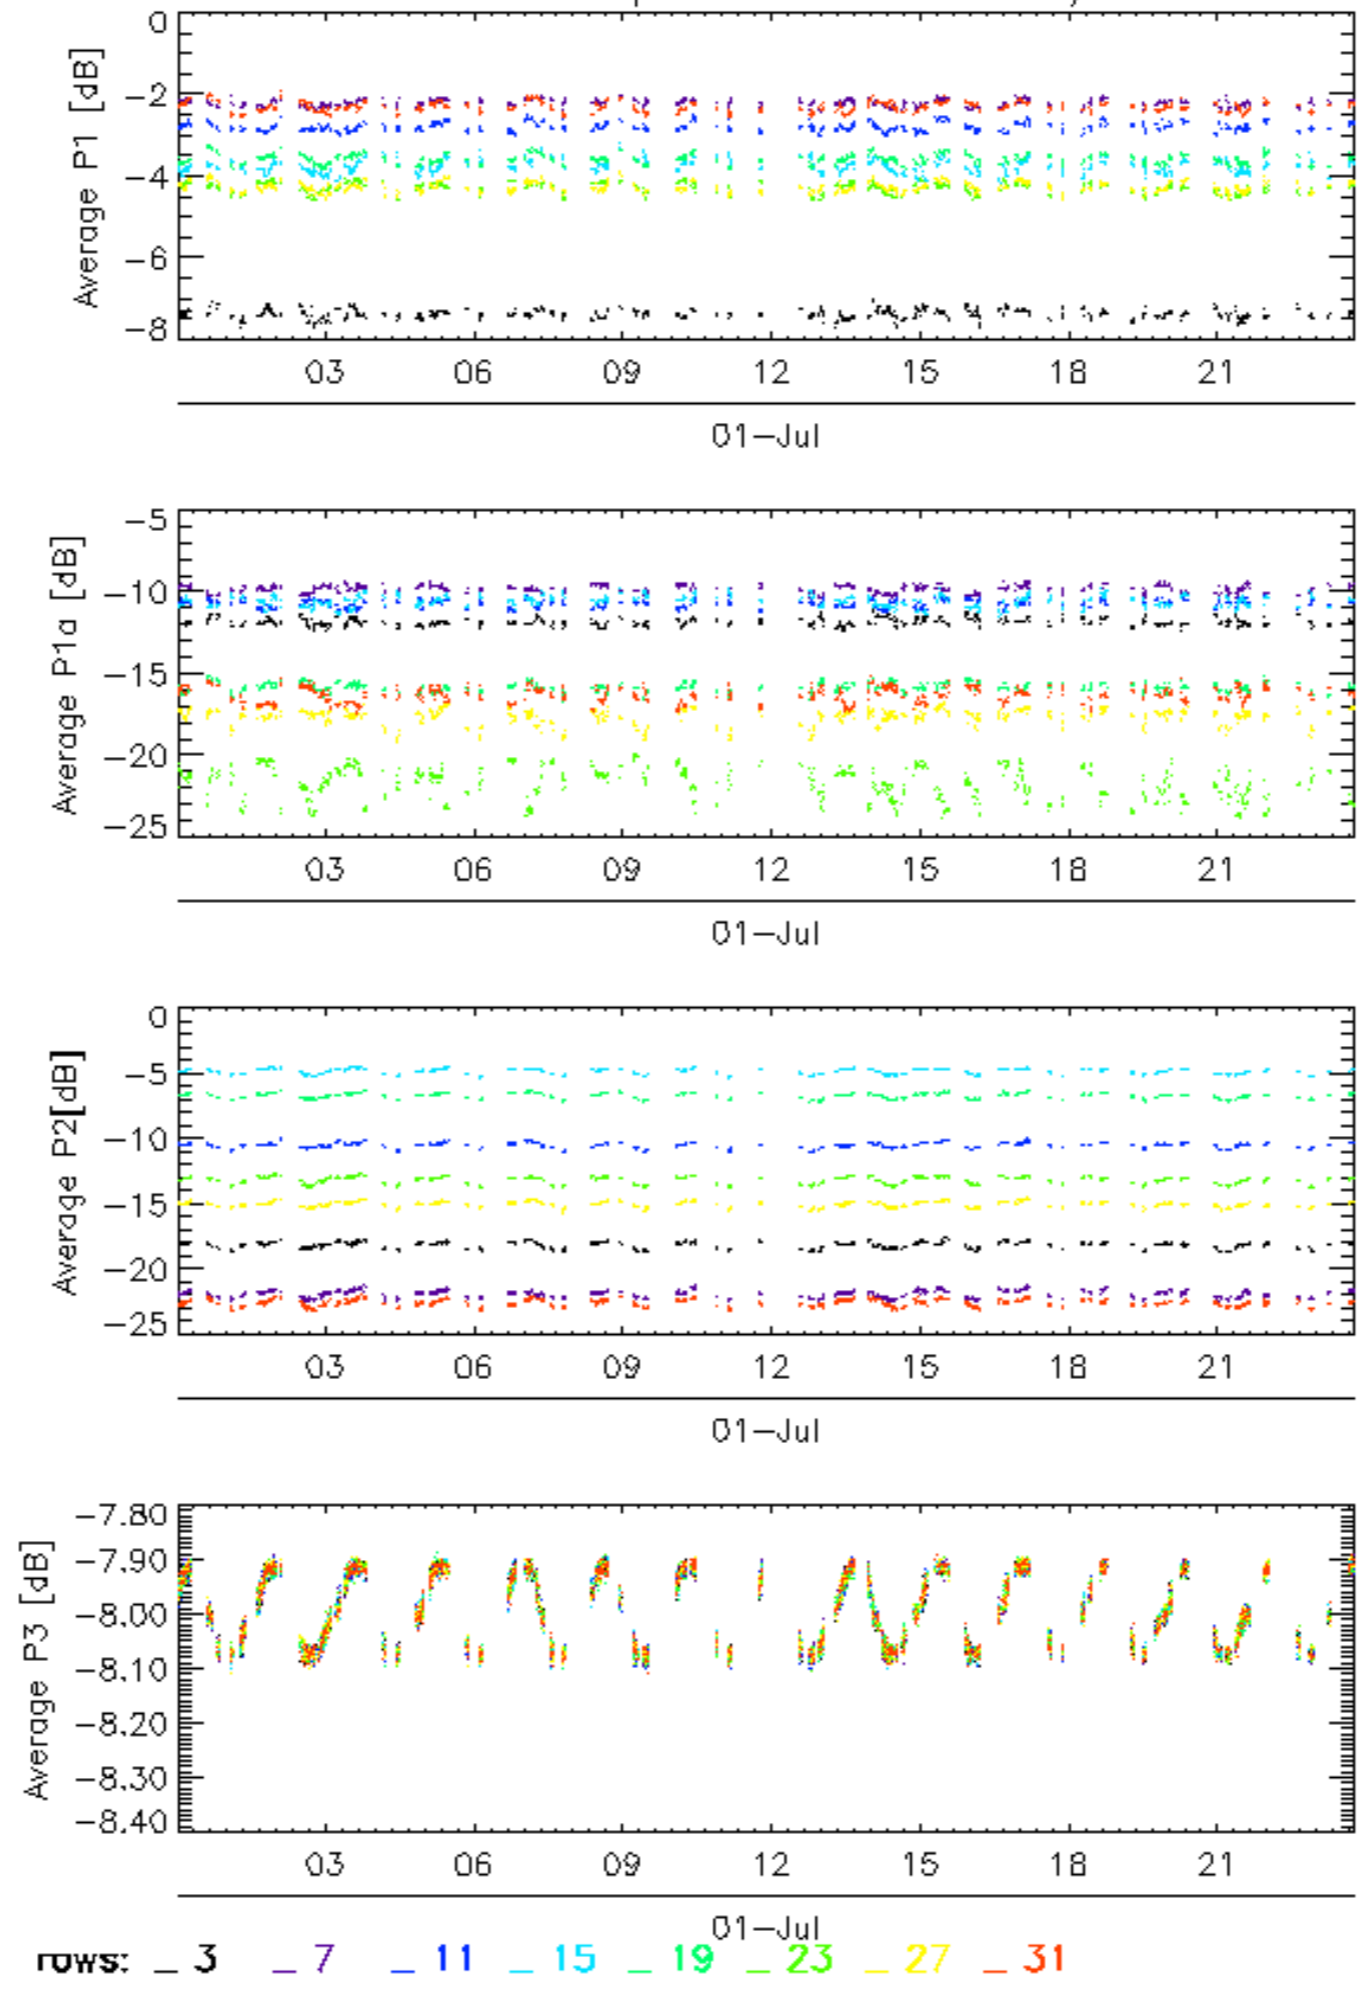 0
−2
−4
−6
−8
Average P1 [dB]
03 06 09 12 15 18 21
01−Jul
−5
−10
−15
−20
−25
Average P1a [dB]
03 06 09 12 15 18 21
01−Jul
0
−5
−10
−15
−20
−25
Average P2[dB]
03 06 09 12 15 18 21
01−Jul
−7.80
−7.90
−8.00
−8.10
−8.20
−8.30
−8.40
Average P3 [dB]
03 06 09 12 15 18 21
01−Jul
rows: _ 3 _ 7 _ 11 _ 15 _ 19 _ 23 _ 27 _ 31